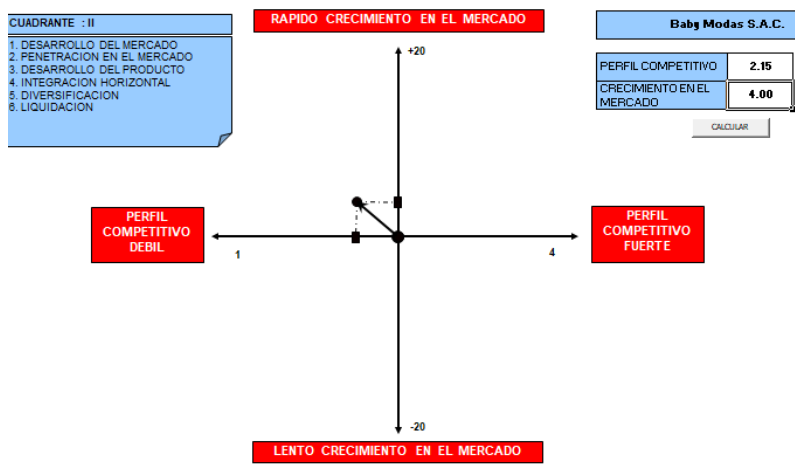 CUADRANTE : II
1. DESARROLLO DEL MERCADO
2. PENETRACION EN EL MERCADO
3. DESARROLLO DEL PRODUCTO
4. INTEGRACION HORIZONTAL
5. DIVERSIFICACION
6. LIQUIDACION
RAPIDO CRECIMIENTO EN EL MERCADO
+20
Baby Modas S.A.C.
PERFIL COMPETITIVO 2.15
CRECIMIENTO EN EL
MERCADO 4.00
CALCULAR
PERFIL
COMPETITIVO
DEBIL
1
4
PERFIL
COMPETITIVO
FUERTE
-20
LENTO CRECIMIENTO EN EL MERCADO